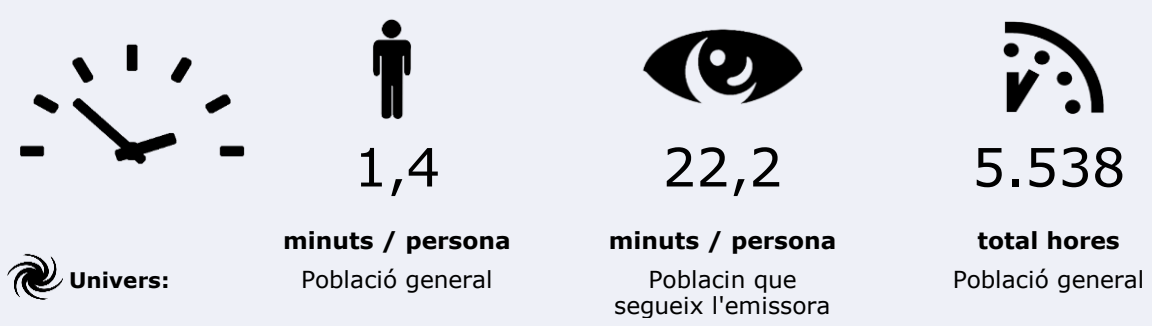 1,4
22,2
5.538
minuts / persona
minuts / persona
total hores
Univers:
Població general
Poblacin que
segueix l'emissora
Població general